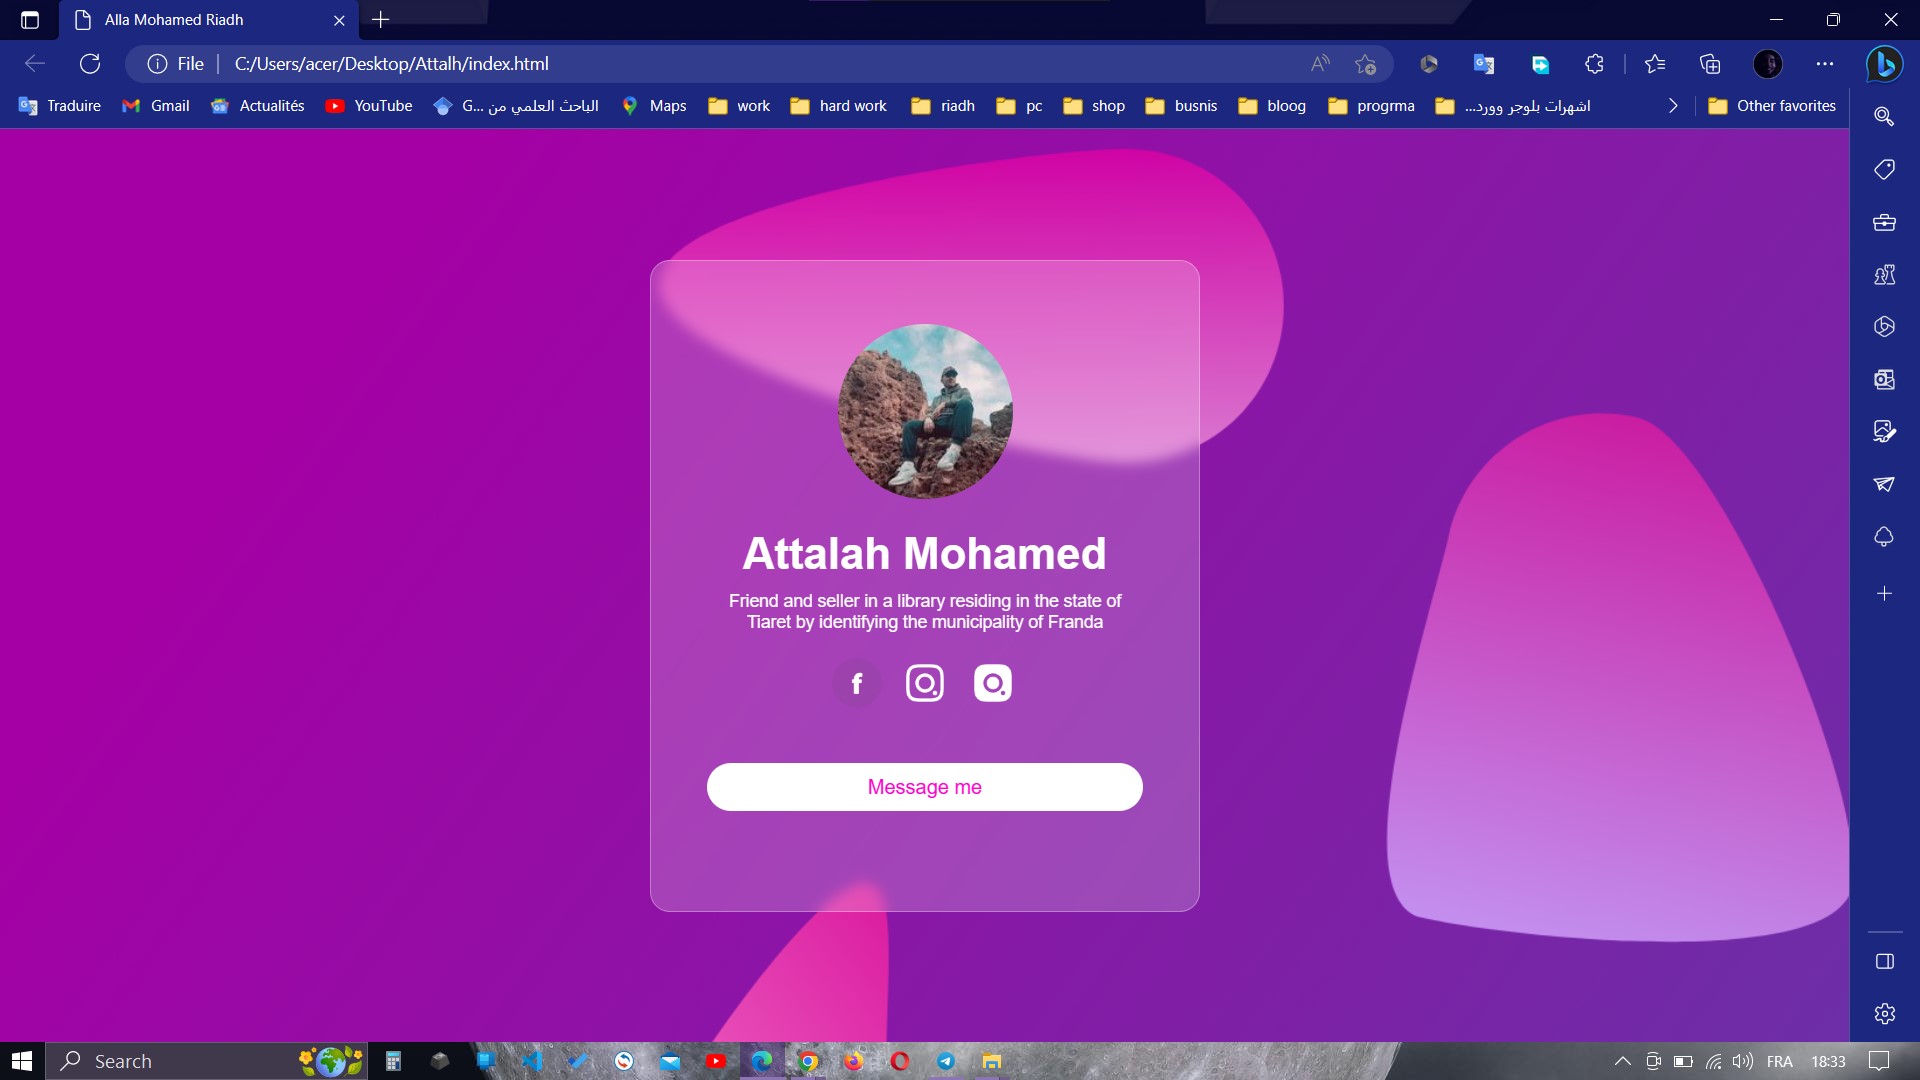 Alla Mohamed Riadh
File
C:/Users/acer/Desktop/Attalh/index.html
Traduire
Gmail
Actualités
YouTube
G... الباحث العلمي من
Maps
work
hard work
riadh
pc
shop
busnis
bloog
progrma
اشهرات بلوجر وورد...
Other favorites
Attalah Mohamed
Friend and seller in a library residing in the state of
Tiaret by identifying the municipality of Franda
Message me
Search
FRA
18:33